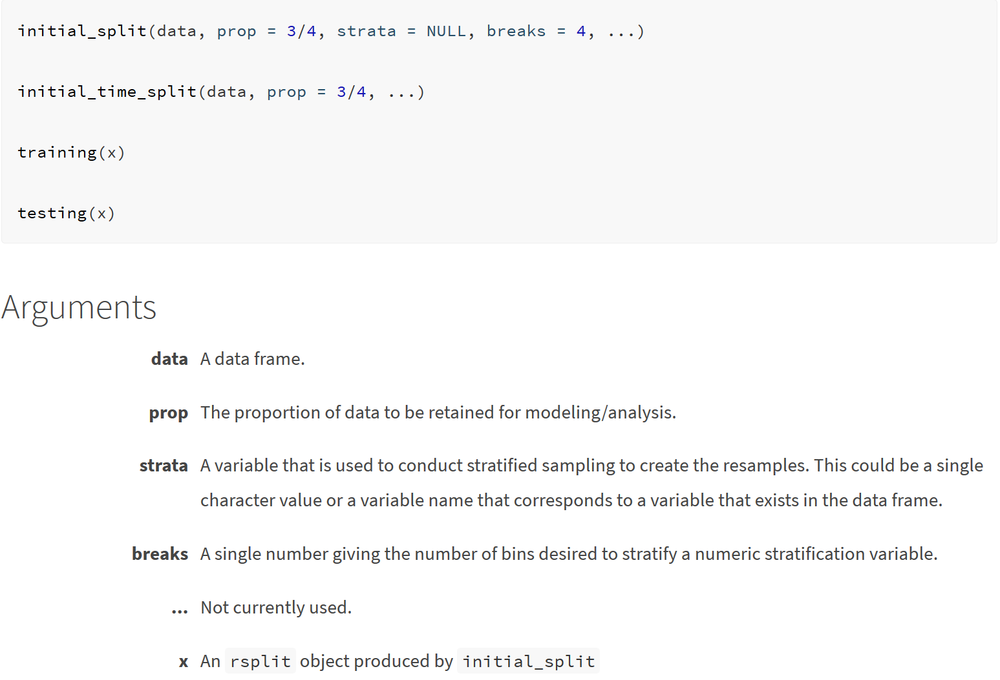 initial_split(data, prop = 3/4, strata = NULL, breaks = 4, ...)
initial_time_split(data, prop = 3/4, ...)
training(x)
testing(x)
Arguments
data A data frame.
prop The proportion of data to be retained for modeling/analysis.
strata A variable that is used to conduct stratified sampling to create the resamples. This could be a single
character value or a variable name that corresponds to a variable that exists in the data frame.
breaks A single number giving the number of bins desired to stratify a numeric stratification variable.
... Not currently used.
x An rsplit object produced by initial_split